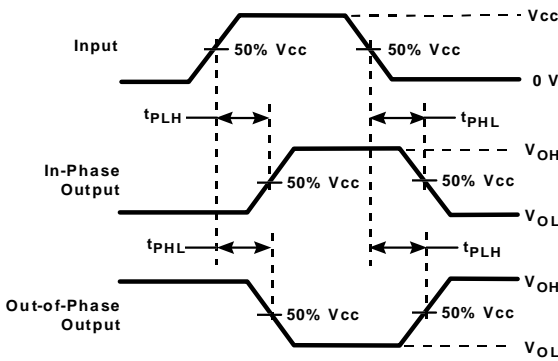 Vcc
Input
50% Vcc
50% Vcc
0 V
tPLH
tPHL
In-Phase
Output
50% Vcc
50% Vcc
VOH
VOL
tPHL
tPLH
Out-of-Phase
Output
50% Vcc
50% Vcc
VOH
VOL